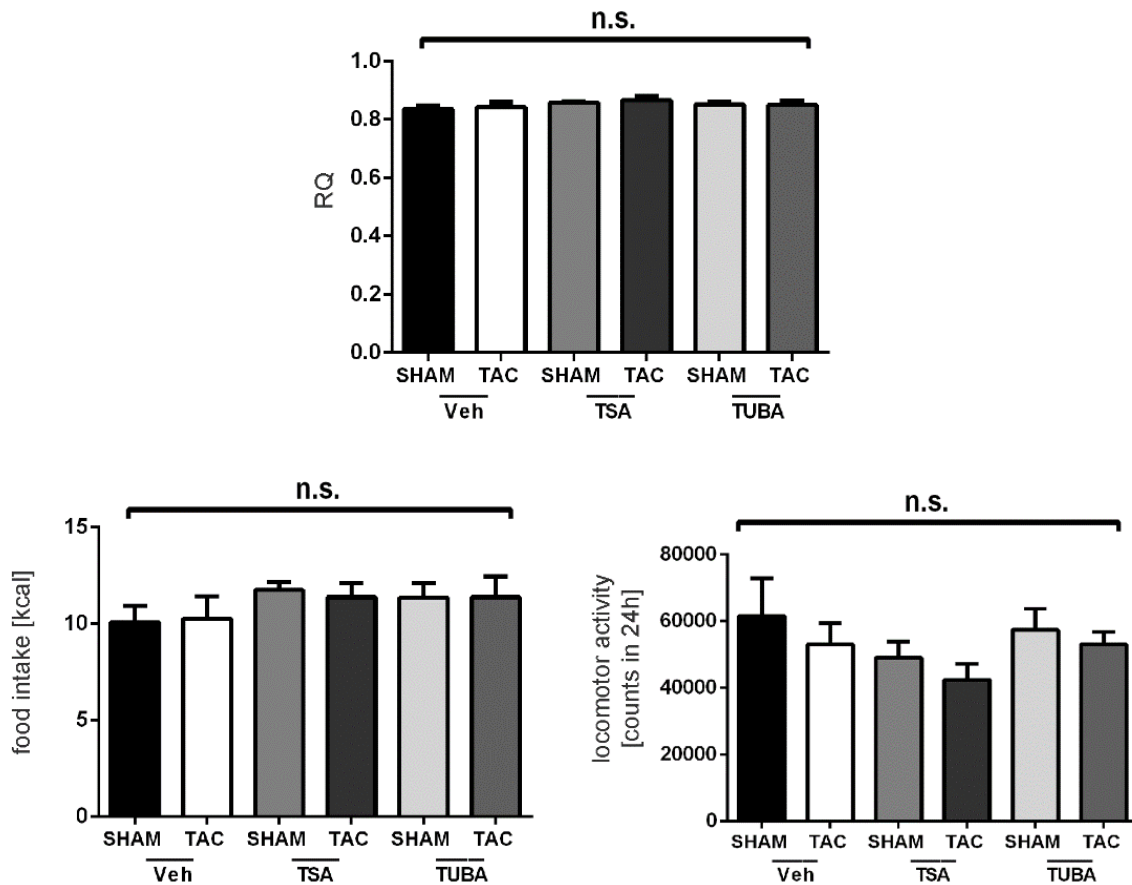 n.s.
1.0
0.8
0.6
0.4
0.2
0.0
RQ
SHAM TAC SHAM TAC SHAM TAC
Veh TSA TUBA
n.s.
15
10
5
0
food intake [kcal]
SHAM TAC SHAM TAC SHAM TAC
Veh TSA TUBA
n.s.
80000
60000
40000
20000
0
locomotor activity
[counts in 24h]
SHAM TAC SHAM TAC SHAM TAC
Veh TSA TUBA